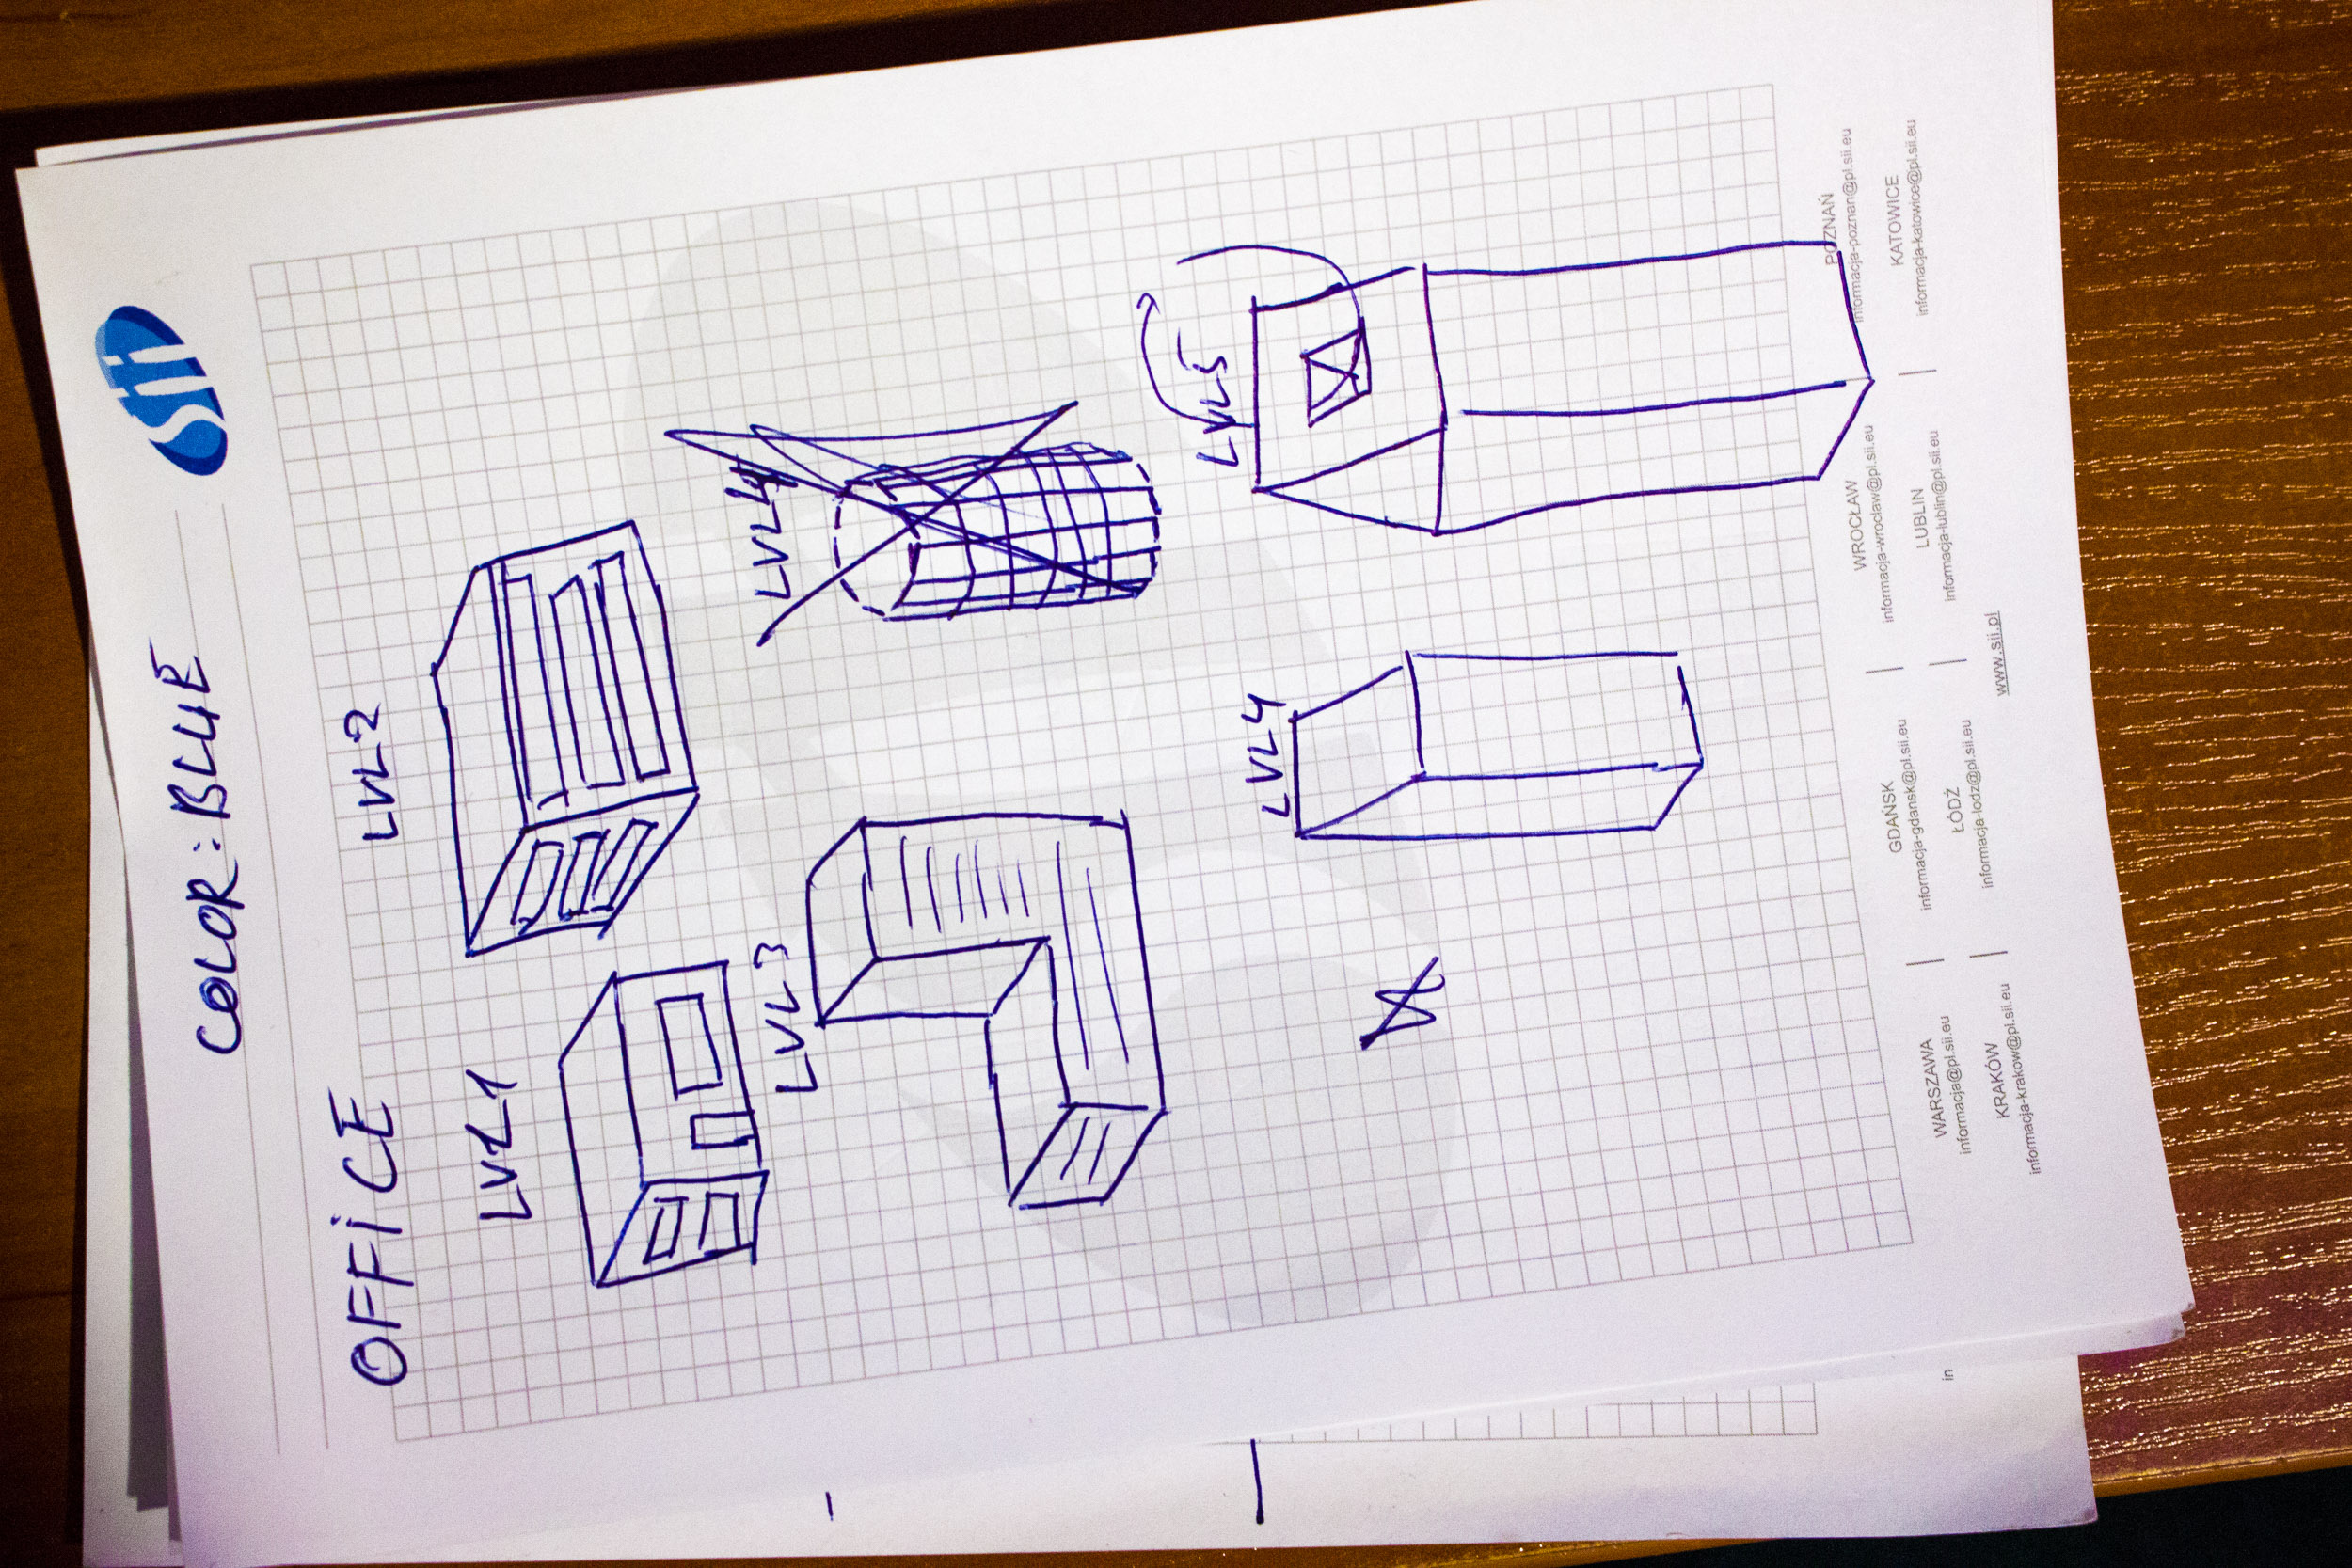 sii
COLOR: BLUE
OFFiCE
LVL1
LVL2
LVL3
LVL4
LVL4
LVL5
WARSZAWA
informacja@pl.sii.eu
GDAŃSK
informacja-gdansk@pl.sii.eu
WROCŁAW
informacja-wroclaw@pl.sii.eu
POZNAŃ
informacja-poznan@pl.sii.eu
KRAKÓW
informacja-krakow@pl.sii.eu
ŁÓDŹ
informacja-lodz@pl.sii.eu
LUBLIN
informacja-lublin@pl.sii.eu
KATOWICE
informacja-katowice@pl.sii.eu
www.sii.pl
in